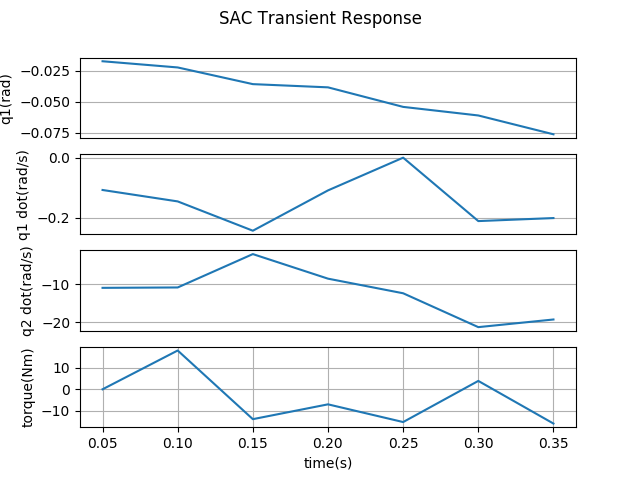 SAC Transient Response
q1(rad)
−0.025
−0.050
−0.075
q1 dot(rad/s)
0.0
−0.2
q2 dot(rad/s)
−10
−20
torque(Nm)
10
0
−10
0.05 0.10 0.15 0.20 0.25 0.30 0.35
time(s)